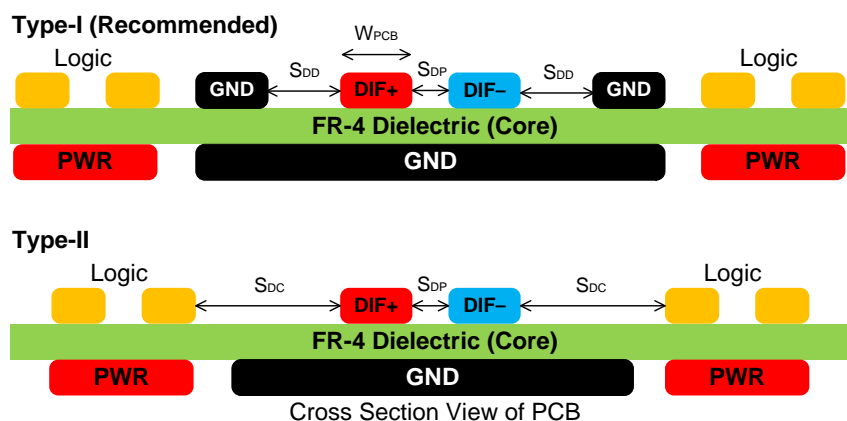 Type-I (Recommended)
Logic
WPCB
Logic
SDD
SDP
SDD
GND
DIF+
DIF–
GND
FR-4 Dielectric (Core)
PWR
GND
PWR
Type-II
Logic
Logic
SDC
SDP
SDC
DIF+
DIF–
FR-4 Dielectric (Core)
PWR
GND
PWR
Cross Section View of PCB